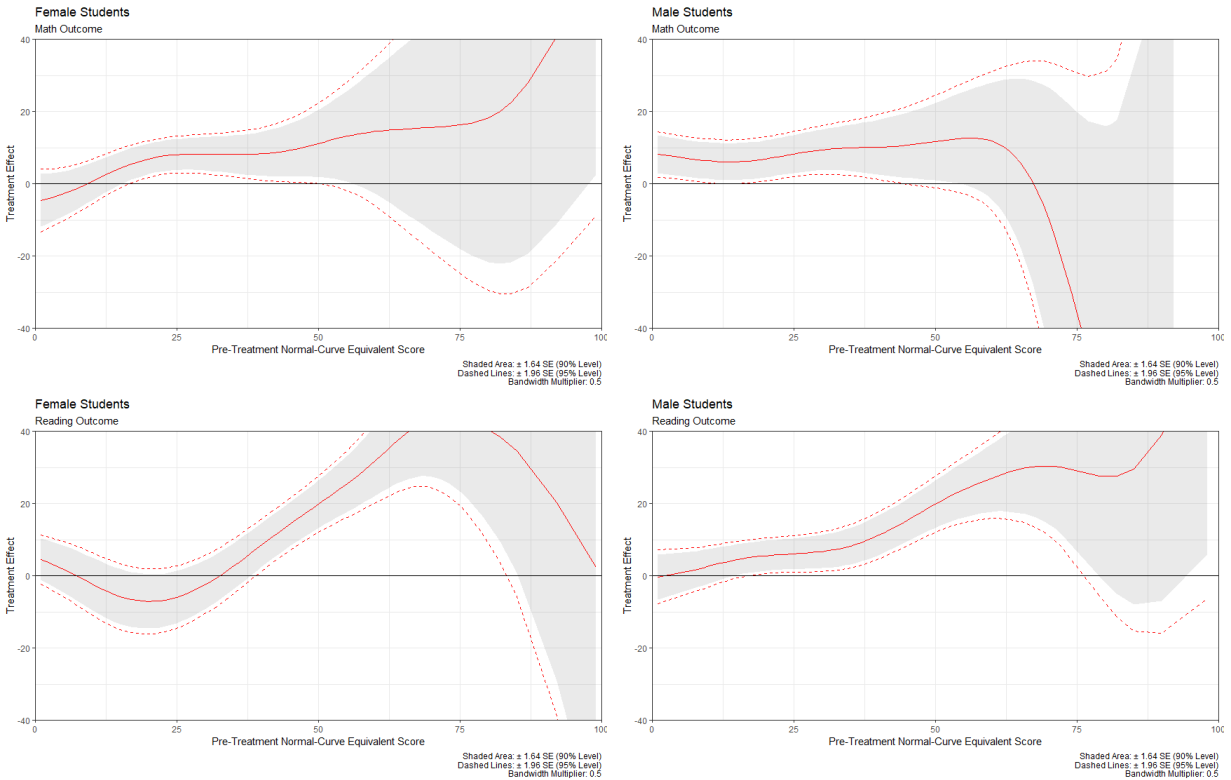 Female Students
Math Outcome
40
20
0
-20
-40
Treatment Effect
0
25
50
75
100
Pre-Treatment Normal-Curve Equivalent Score
Shaded Area: ± 1.64 SE (90% Level)
Dashed Lines: ± 1.96 SE (95% Level)
Bandwidth Multiplier: 0.5
Male Students
Math Outcome
40
20
0
-20
-40
Treatment Effect
0
25
50
75
100
Pre-Treatment Normal-Curve Equivalent Score
Shaded Area: ± 1.64 SE (90% Level)
Dashed Lines: ± 1.96 SE (95% Level)
Bandwidth Multiplier: 0.5
Female Students
Reading Outcome
40
20
0
-20
-40
Treatment Effect
0
25
50
75
100
Pre-Treatment Normal-Curve Equivalent Score
Shaded Area: ± 1.64 SE (90% Level)
Dashed Lines: ± 1.96 SE (95% Level)
Bandwidth Multiplier: 0.5
Male Students
Reading Outcome
40
20
0
-20
-40
Treatment Effect
0
25
50
75
100
Pre-Treatment Normal-Curve Equivalent Score
Shaded Area: ± 1.64 SE (90% Level)
Dashed Lines: ± 1.96 SE (95% Level)
Bandwidth Multiplier: 0.5